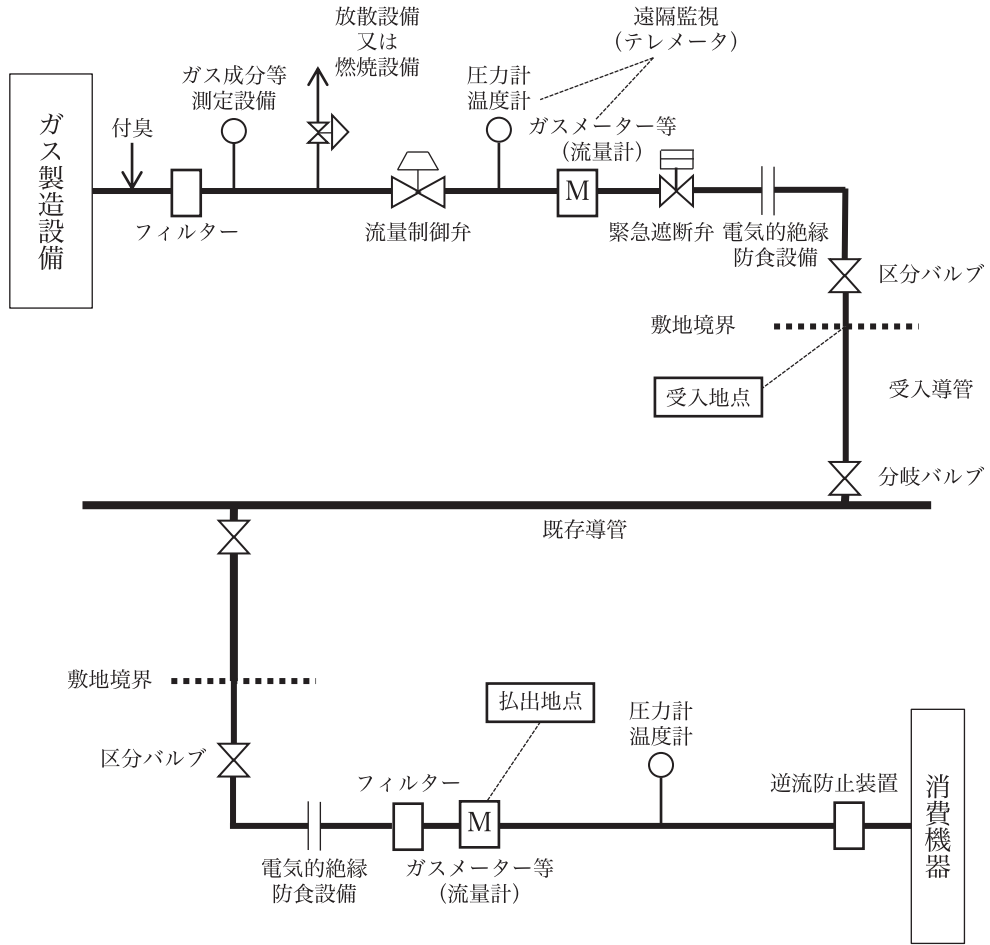 放散設備
又は
燃焼設備
遠隔監視
（テレメータ）
ガス成分等
測定設備
圧力計
温度計
ガス製造設備
付臭
ガスメーター等
（流量計）
M
フィルター
流量制御弁
緊急遮断弁
電気的絶縁
防食設備
区分バルブ
敷地境界
受入地点
受入導管
分岐バルブ
既存導管
敷地境界
払出地点
圧力計
温度計
区分バルブ
フィルター
逆流防止装置
消費機器
M
電気的絶縁
防食設備
ガスメーター等
（流量計）